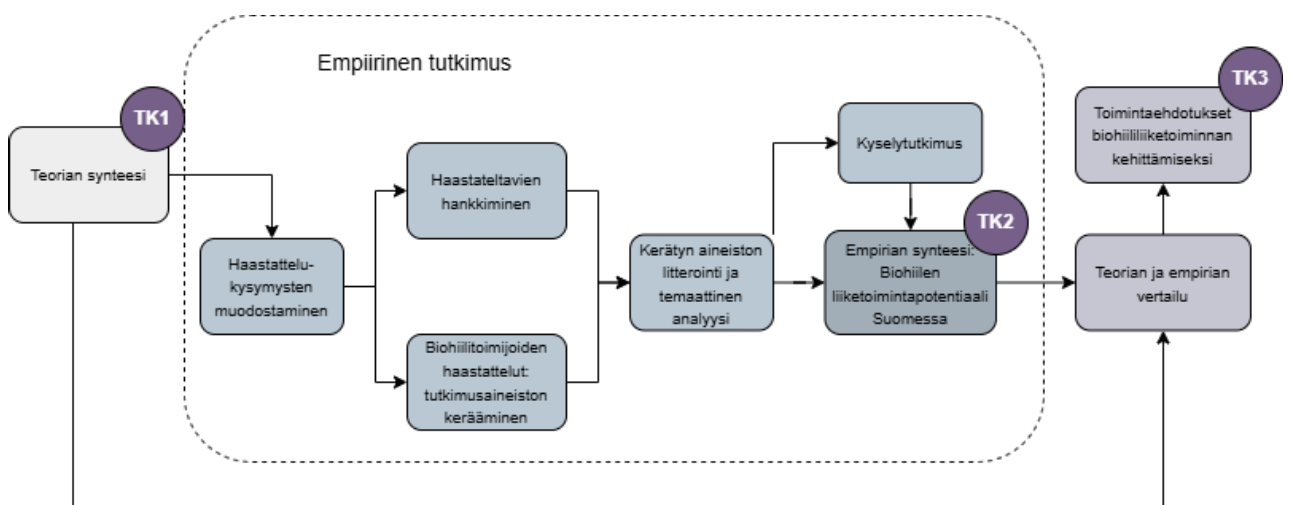 Empiirinen tutkimus
TK1
Teorian synteesi
Haastattelu-
kysymysten
muodostaminen
Haastateltavien
hankkiminen
Biohiilitoimijoiden
haastattelut:
tutkimusaineiston
kerääminen
Kerätyn aineiston
litterointi ja
temaattinen
analyysi
Kyselytutkimus
TK2
Empirian synteesi:
Biohiilen
liiketoimintapotentiaali
Suomessa
TK3
Toimintaehdotukset
biohiililiiketoiminnan
kehittämiseksi
Teorian ja empirian
vertailu